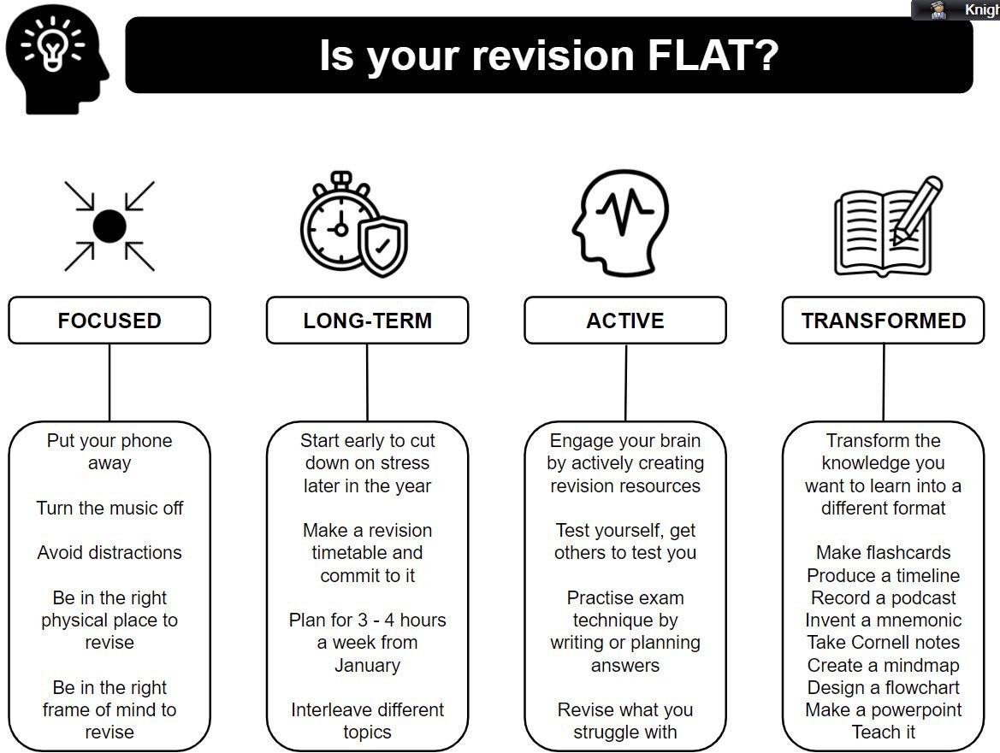 Knigh
Is your revision FLAT?
FOCUSED
Put your phone
away
Turn the music off
Avoid distractions
Be in the right
physical place to
revise
Be in the right
frame of mind to
revise
LONG-TERM
Start early to cut
down on stress
later in the year
Make a revision
timetable and
commit to it
Plan for 3 - 4 hours
a week from
January
Interleave different
topics
ACTIVE
Engage your brain
by actively creating
revision resources
Test yourself, get
others to test you
Practise exam
technique by
writing or planning
answers
Revise what you
struggle with
TRANSFORMED
Transform the
knowledge you
want to learn into a
different format
Make flashcards
Produce a timeline
Record a podcast
Invent a mnemonic
Take Cornell notes
Create a mindmap
Design a flowchart
Make a powerpoint
Teach it